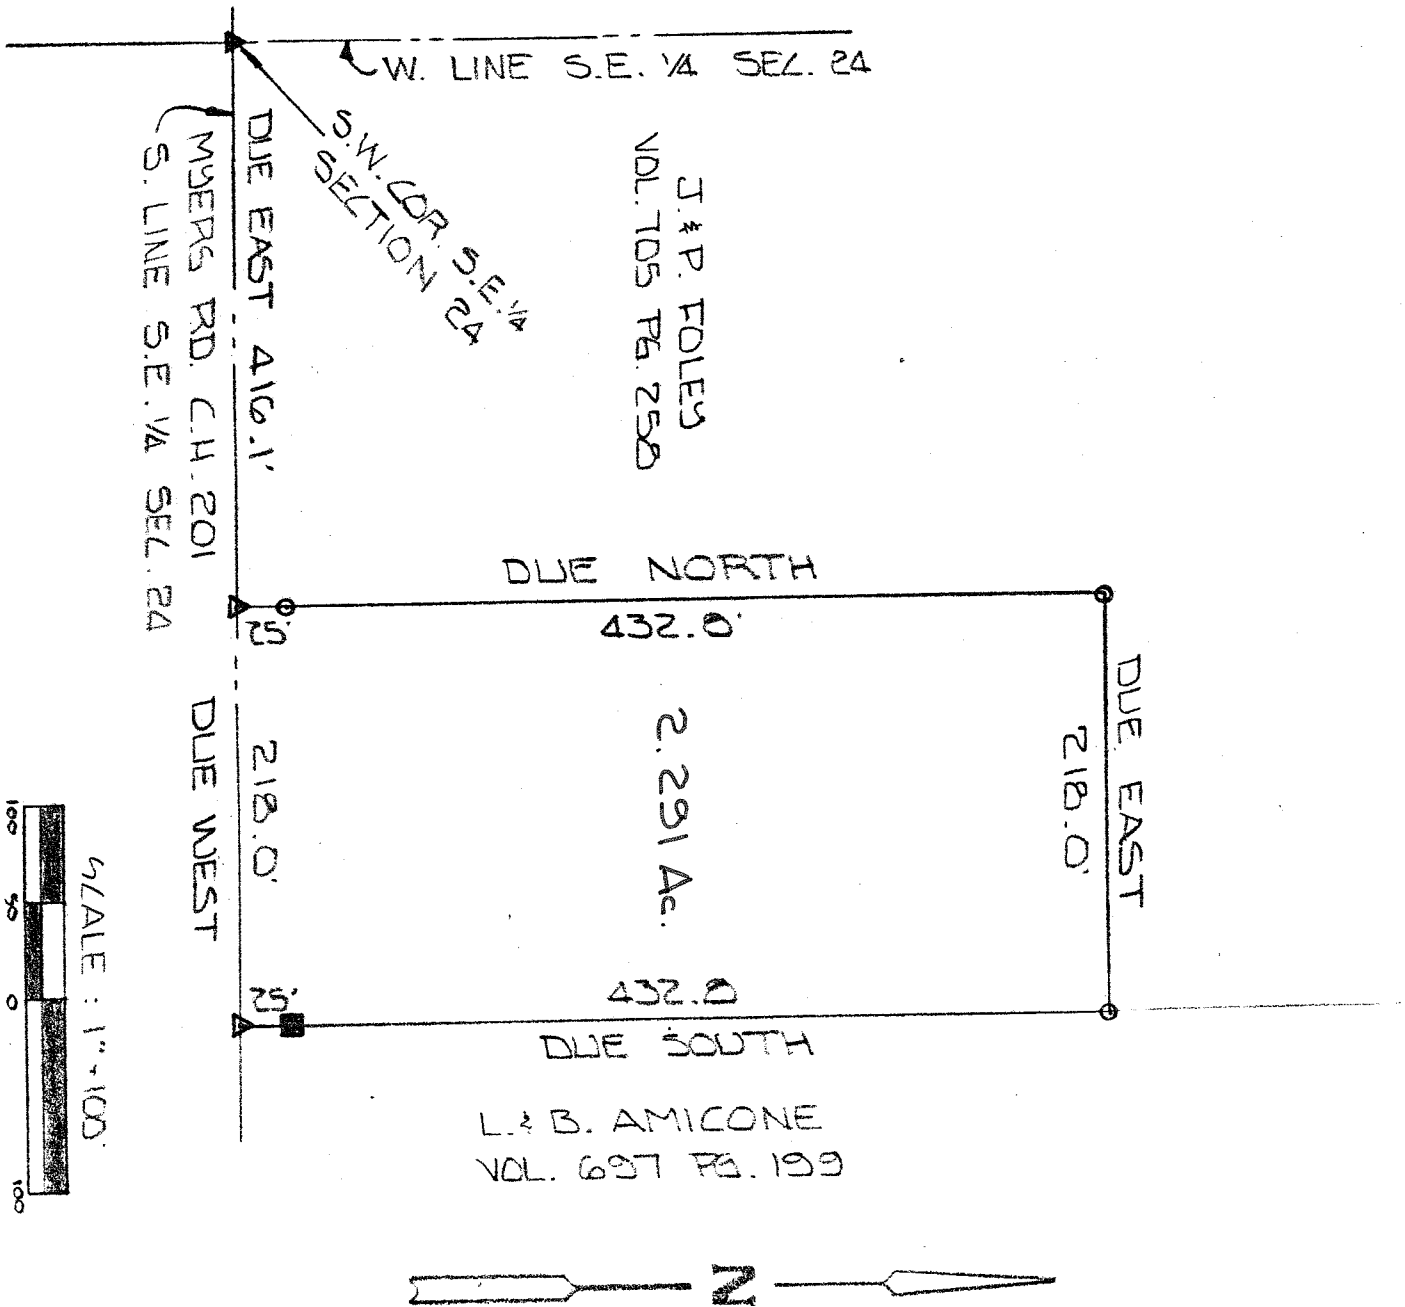 W. LINE S.E. 1/4 SEC. 24
S.W. COR. S.E. 1/4
SECTION 24
DUE EAST 416.1'
MYERS RD. C.H. 201
S. LINE S.E. 1/4 SEC. 24
J. & P. FOLEY
VOL. 705 PG. 258
DUE NORTH
432.8'
25'
DUE EAST
218.0'
2.291 Ac.
218.0'
DUE WEST
25'
432.8
DUE SOUTH
L. & B. AMICONE
VOL. 697 PG. 199
SCALE : 1" = 100'
100 50 0 100
N